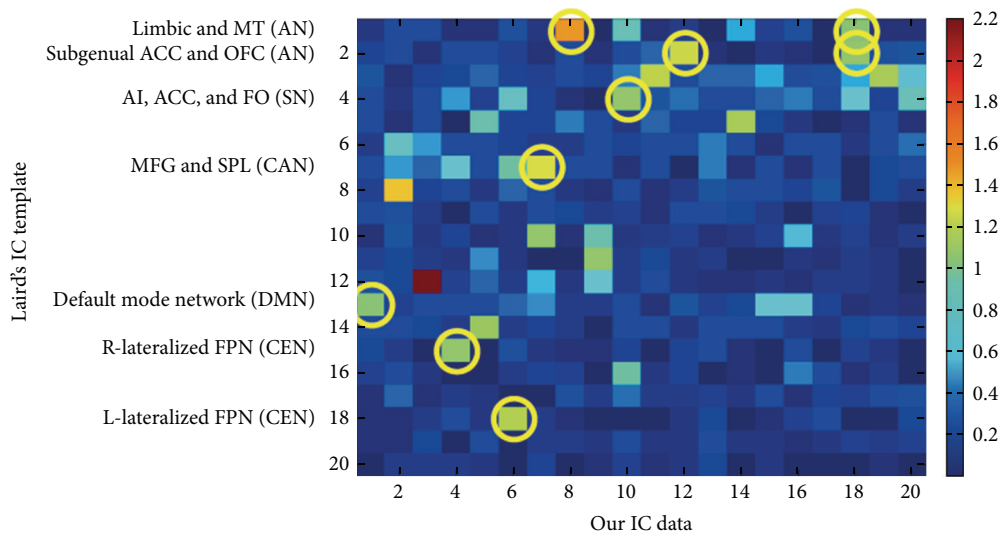 Limbic and MT (AN)
Subgenual ACC and OFC (AN)
AI, ACC, and FO (SN)
MFG and SPL (CAN)
Default mode network (DMN)
R-lateralized FPN (CEN)
L-lateralized FPN (CEN)
Laird's IC template
2
4
6
8
10
12
14
16
18
20
2 4 6 8 10 12 14 16 18 20
Our IC data
2.2
2
1.8
1.6
1.4
1.2
1
0.8
0.6
0.4
0.2